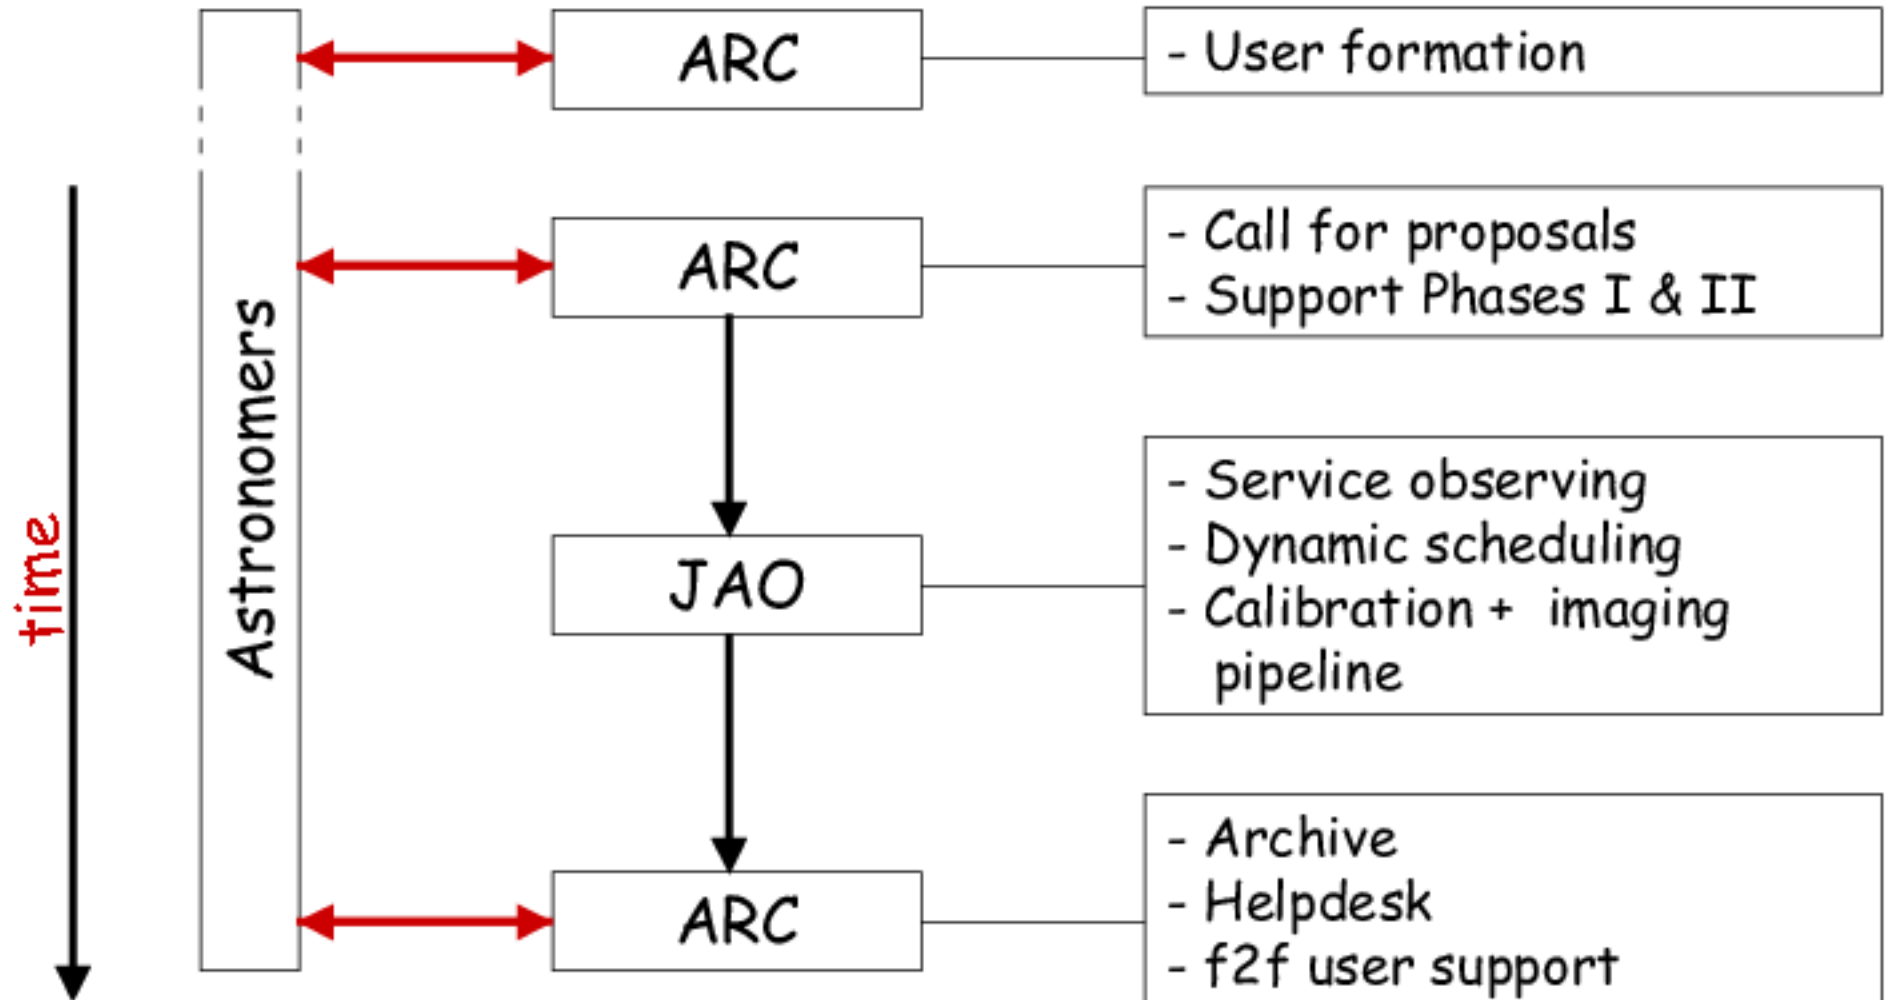 ARC
- User formation
ARC
- Call for proposals
- Support Phases I & II
Astronomers
time
JAO
- Service observing
- Dynamic scheduling
- Calibration + imaging
pipeline
ARC
- Archive
- Helpdesk
- f2f user support